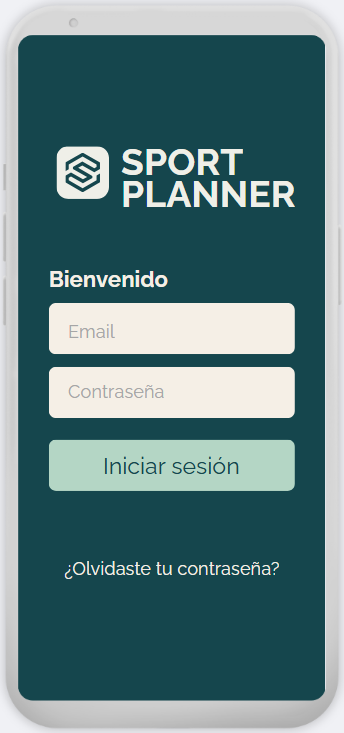 SPORT
PLANNER
Bienvenido
Email
Contraseña
Iniciar sesión
¿Olvidaste tu contraseña?